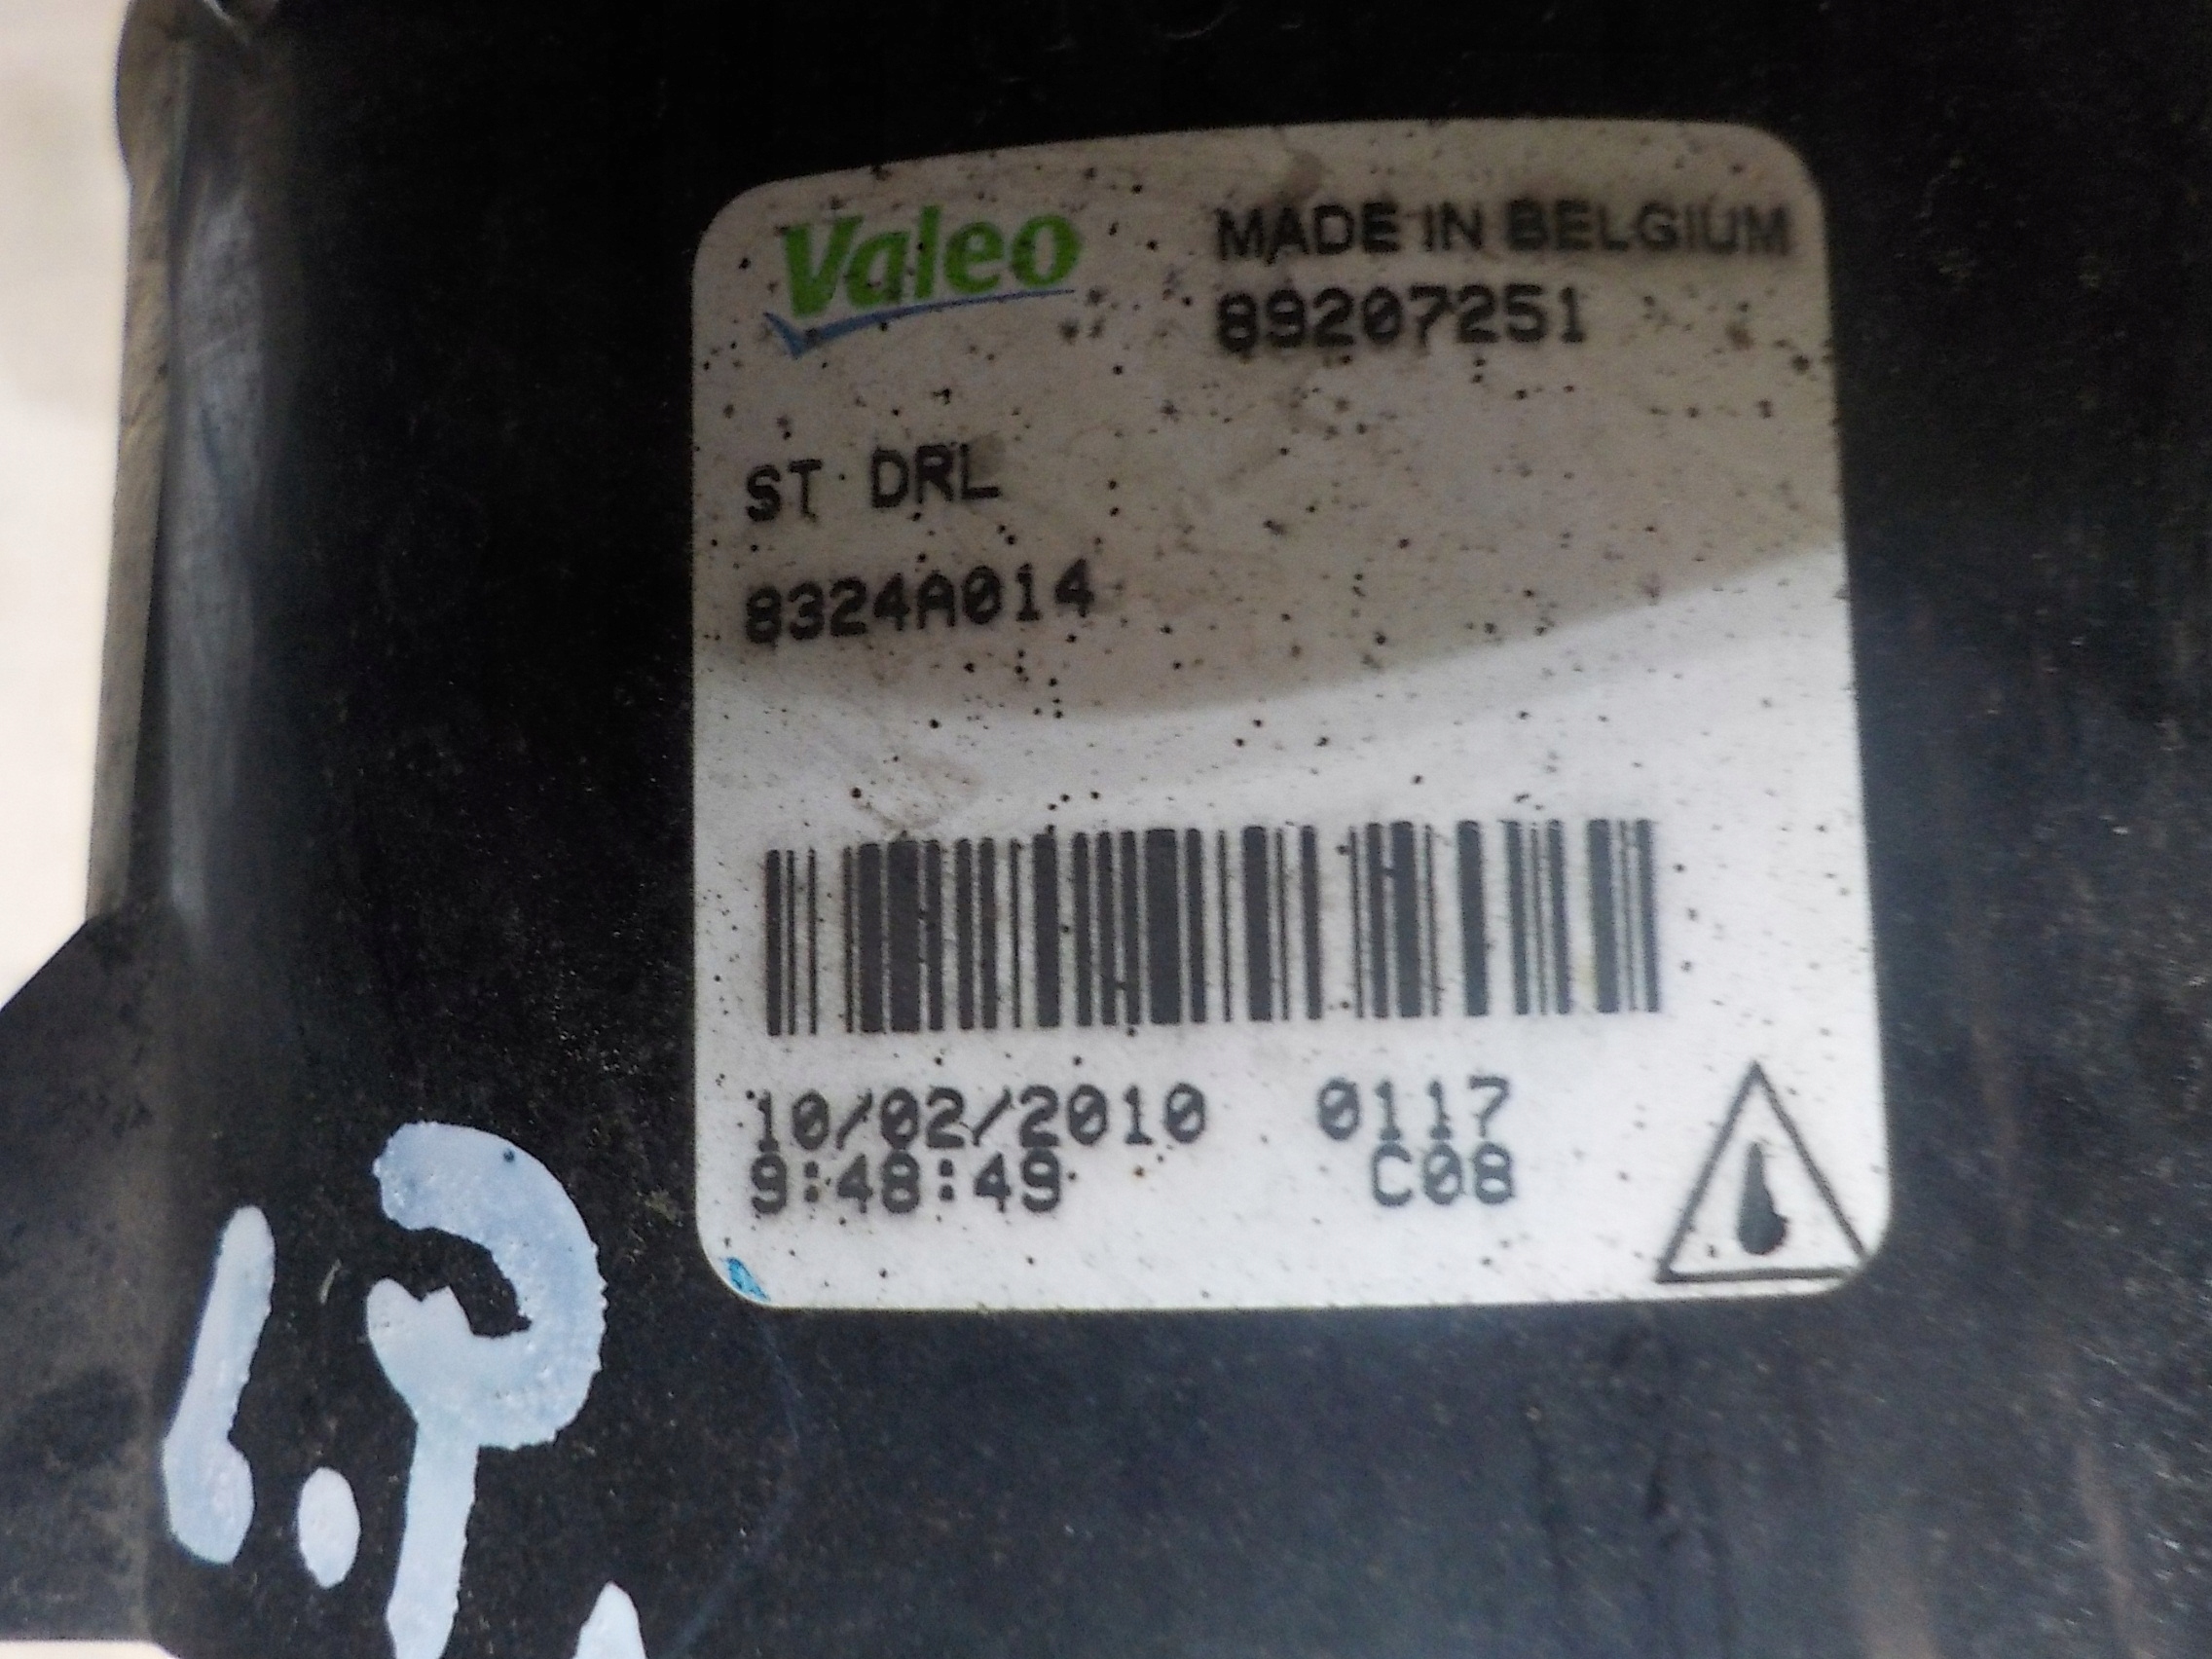 Valeo
MADE IN BELGIUM
89207251
ST DRL
8324A014
10/02/2010 0117
9:48:49 C08